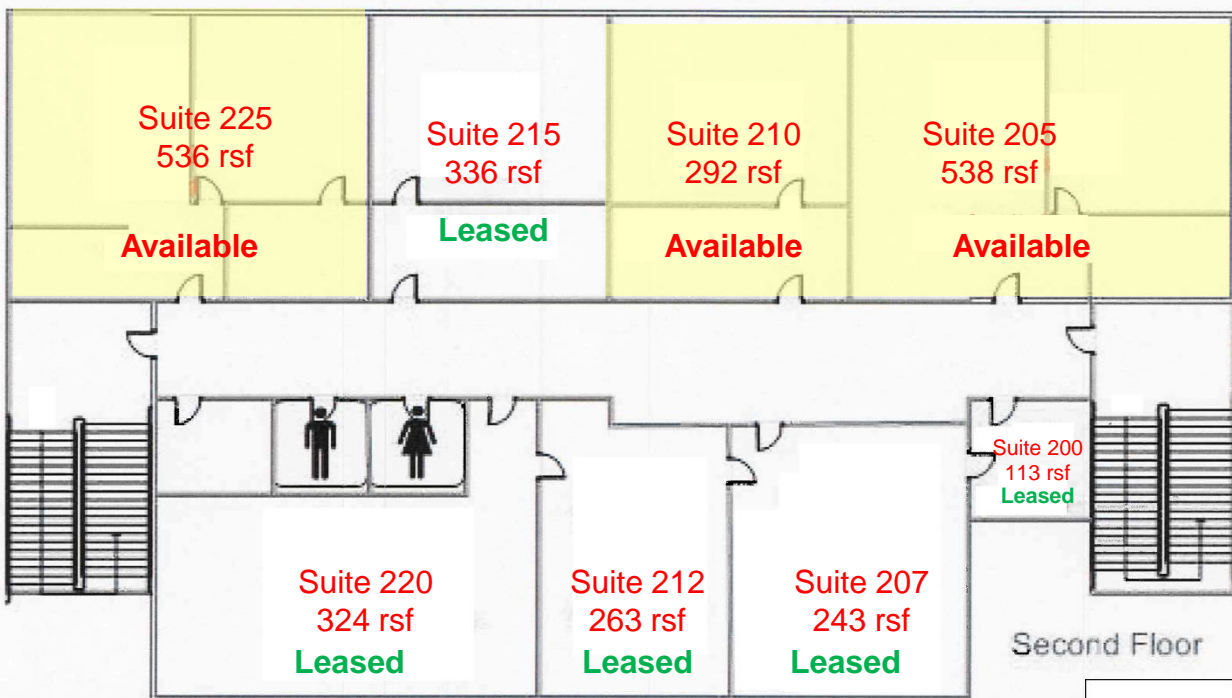 Suite 225
536 rsf
Available
Suite 215
336 rsf
Leased
Suite 210
292 rsf
Available
Suite 205
538 rsf
Available
Suite 200
113 rsf
Leased
Suite 220
324 rsf
Leased
Suite 212
263 rsf
Leased
Suite 207
243 rsf
Leased
Second Floor